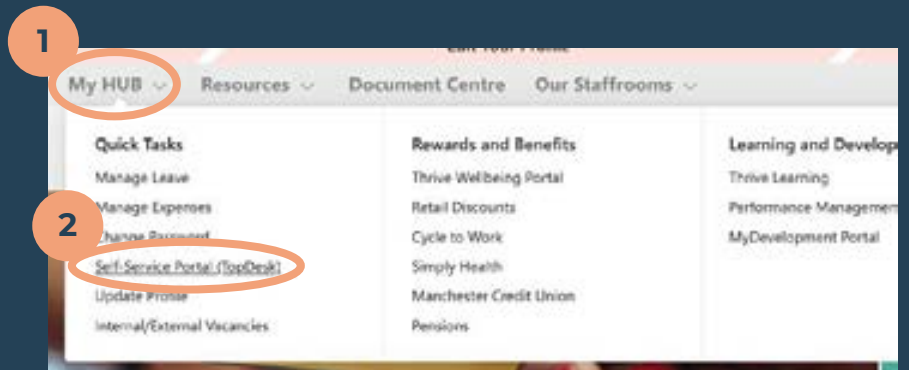 1
Edit Your Profile
My HUB Resources Document Centre Our Staffrooms
Quick Tasks
Manage Leave
Manage Expenses
2
Change Password
Self-Service Portal (TopDesk)
Update Profile
Internal/External Vacancies
Rewards and Benefits
Thrive Wellbeing Portal
Retail Discounts
Cycle to Work
Simply Health
Manchester Credit Union
Pensions
Learning and Develop
Thrive Learning
Performance Managemen
MyDevelopment Portal